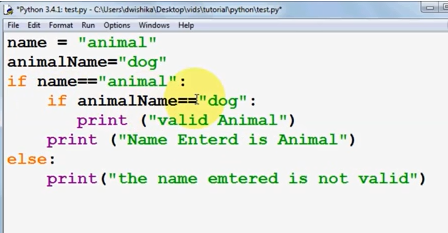 *Python 3.4.1: test.py - C:\Users\dwishika\Desktop\vids\tutorial\python\test.py*
File Edit Format Run Options Windows Help
name = "animal"
animalName="dog"
if name=="animal":
    if animalName=="dog":
        print ("valid Animal")
    print ("Name Enterd is Animal")
else:
    print("the name emtered is not valid")